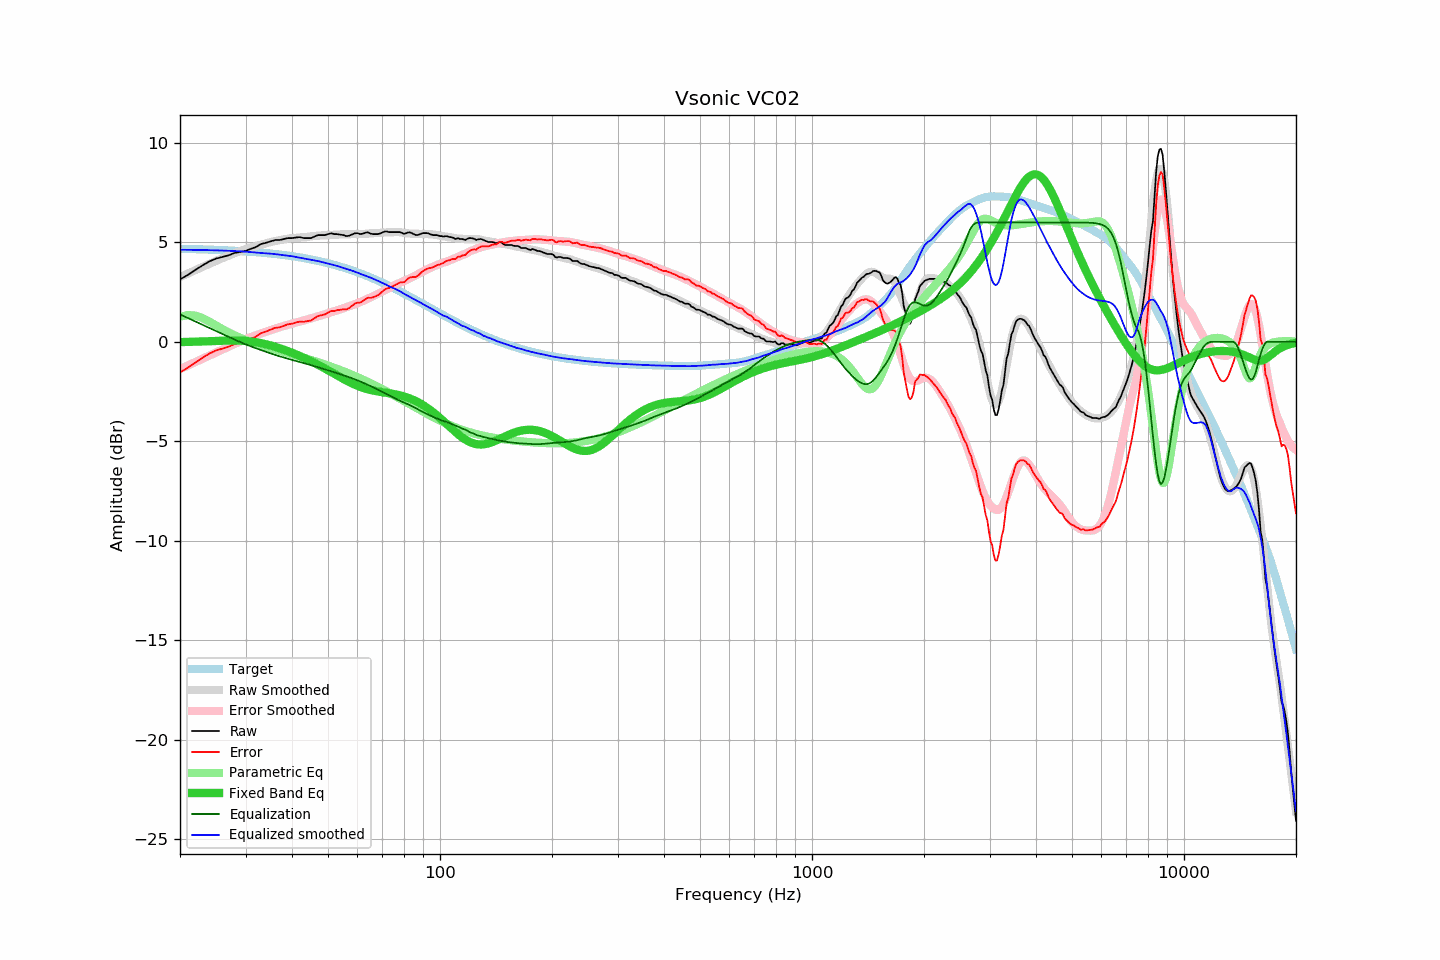 Vsonic VC02
10
5
0
−5
−10
−15
−20
−25
Amplitude (dBr)
100
1000
10000
Frequency (Hz)
Target
Raw Smoothed
Error Smoothed
Raw
Error
Parametric Eq
Fixed Band Eq
Equalization
Equalized smoothed